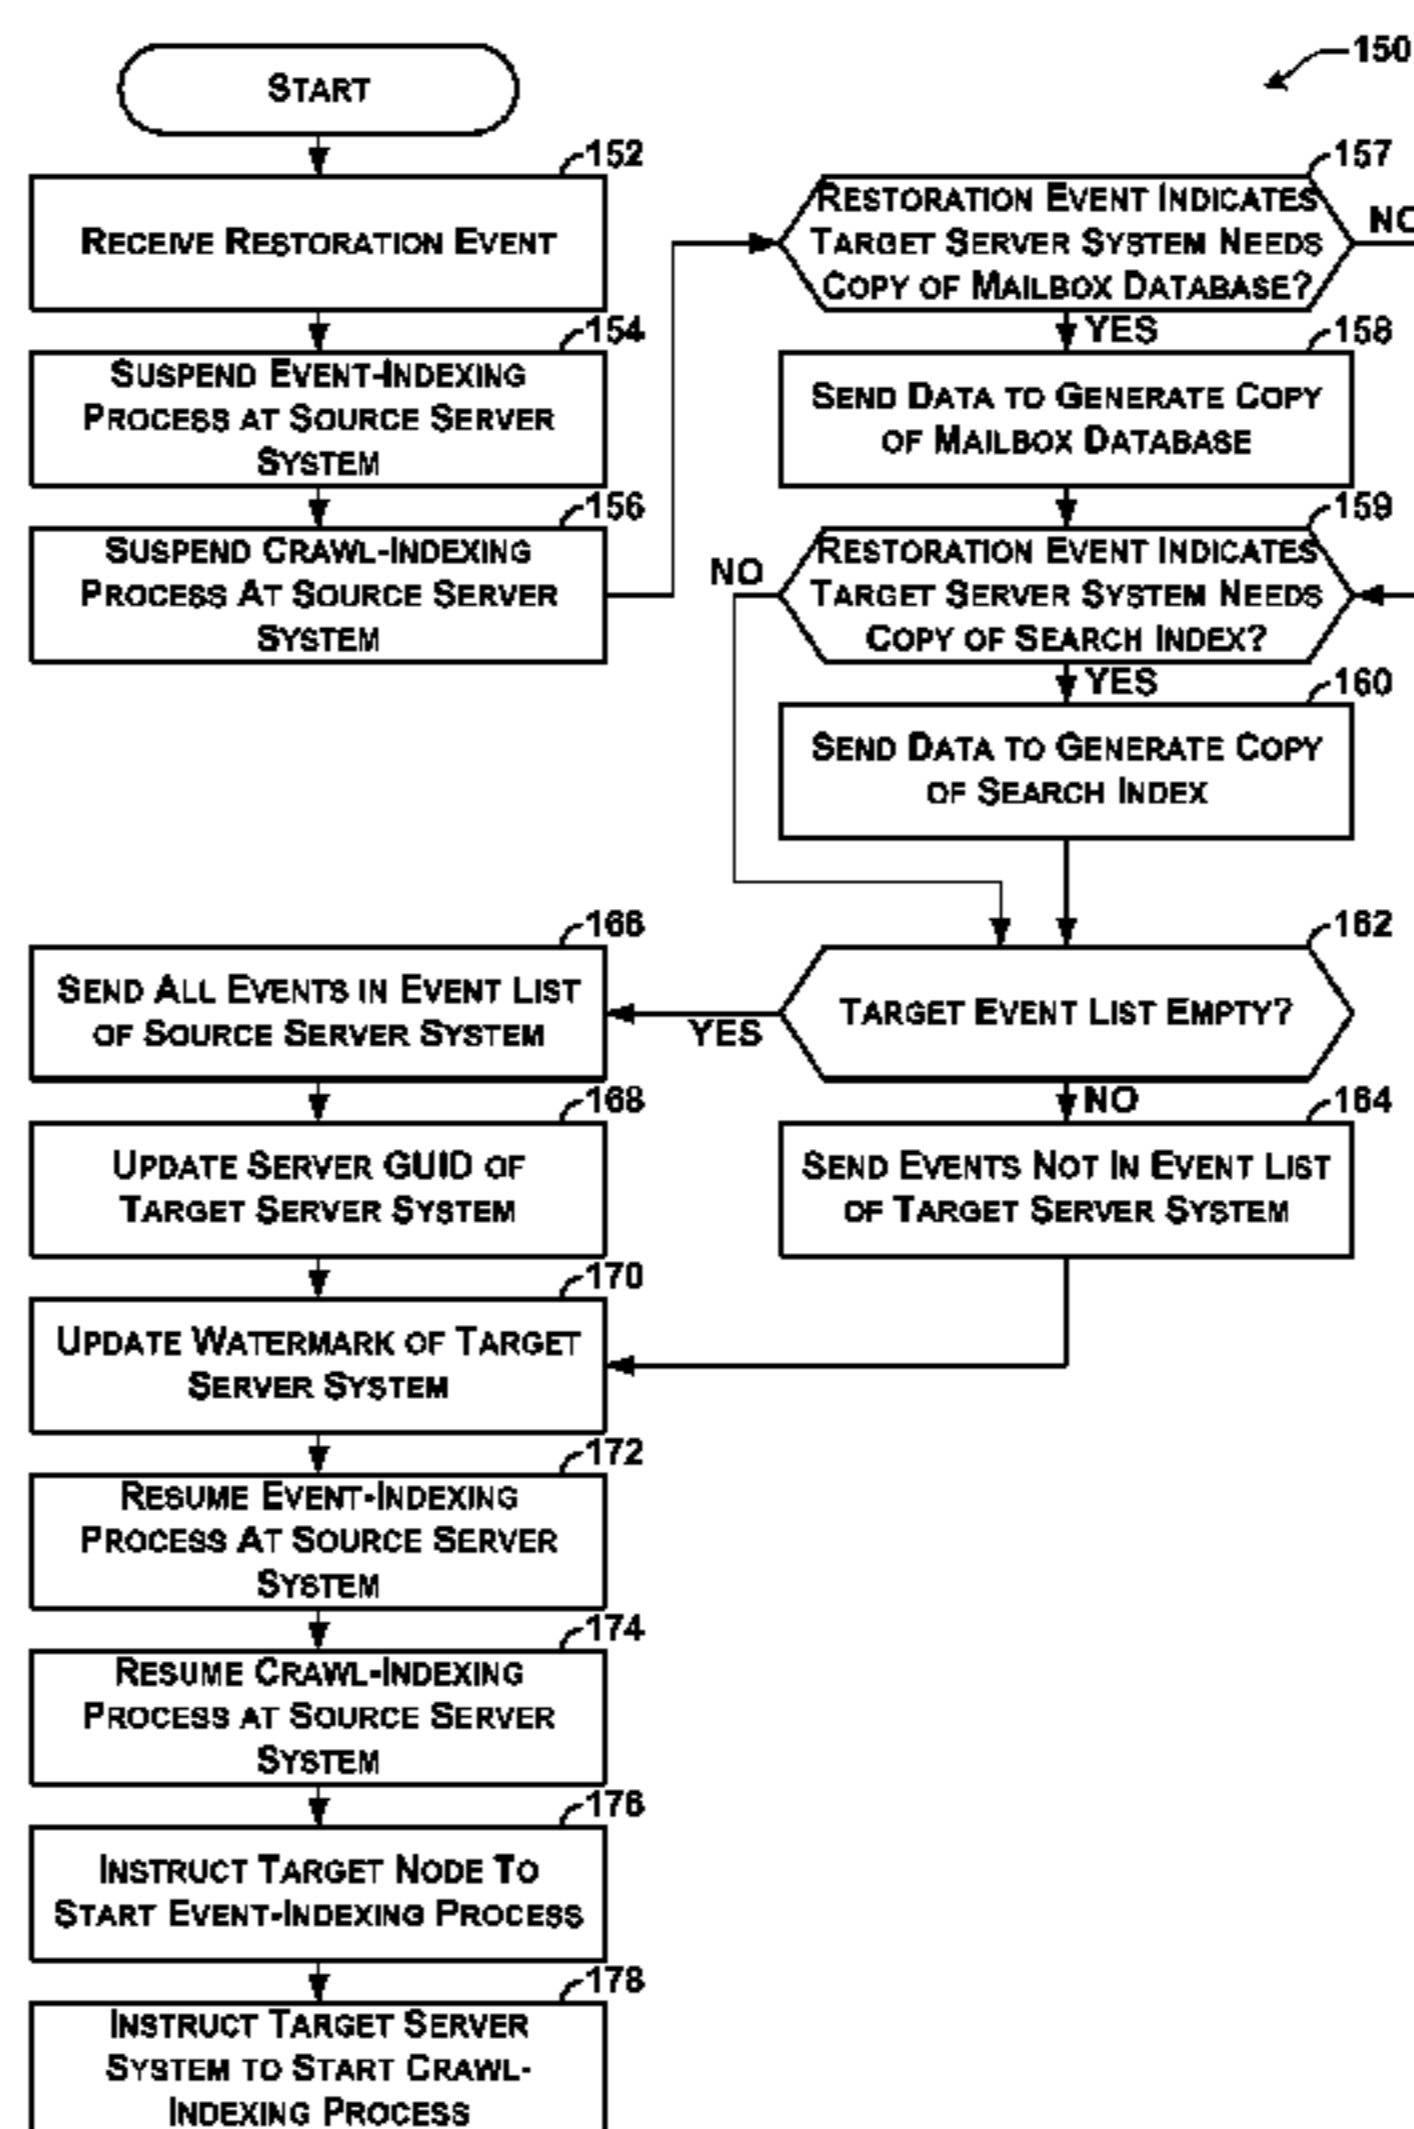 START
150
152
RECEIVE RESTORATION EVENT
154
SUSPEND EVENT-INDEXING
PROCESS AT SOURCE SERVER
SYSTEM
156
SUSPEND CRAWL-INDEXING
PROCESS AT SOURCE SERVER
SYSTEM
157
RESTORATION EVENT INDICATES
TARGET SERVER SYSTEM NEEDS
COPY OF MAILBOX DATABASE?
NO
YES
158
SEND DATA TO GENERATE COPY
OF MAILBOX DATABASE
159
RESTORATION EVENT INDICATES
TARGET SERVER SYSTEM NEEDS
COPY OF SEARCH INDEX?
NO
YES
160
SEND DATA TO GENERATE COPY
OF SEARCH INDEX
162
TARGET EVENT LIST EMPTY?
YES
NO
164
SEND EVENTS NOT IN EVENT LIST
OF TARGET SERVER SYSTEM
166
SEND ALL EVENTS IN EVENT LIST
OF SOURCE SERVER SYSTEM
168
UPDATE SERVER GUID OF
TARGET SERVER SYSTEM
170
UPDATE WATERMARK OF TARGET
SERVER SYSTEM
172
RESUME EVENT-INDEXING
PROCESS AT SOURCE SERVER
SYSTEM
174
RESUME CRAWL-INDEXING
PROCESS AT SOURCE SERVER
SYSTEM
176
INSTRUCT TARGET NODE TO
START EVENT-INDEXING PROCESS
178
INSTRUCT TARGET SERVER
SYSTEM TO START CRAWL-
INDEXING PROCESS